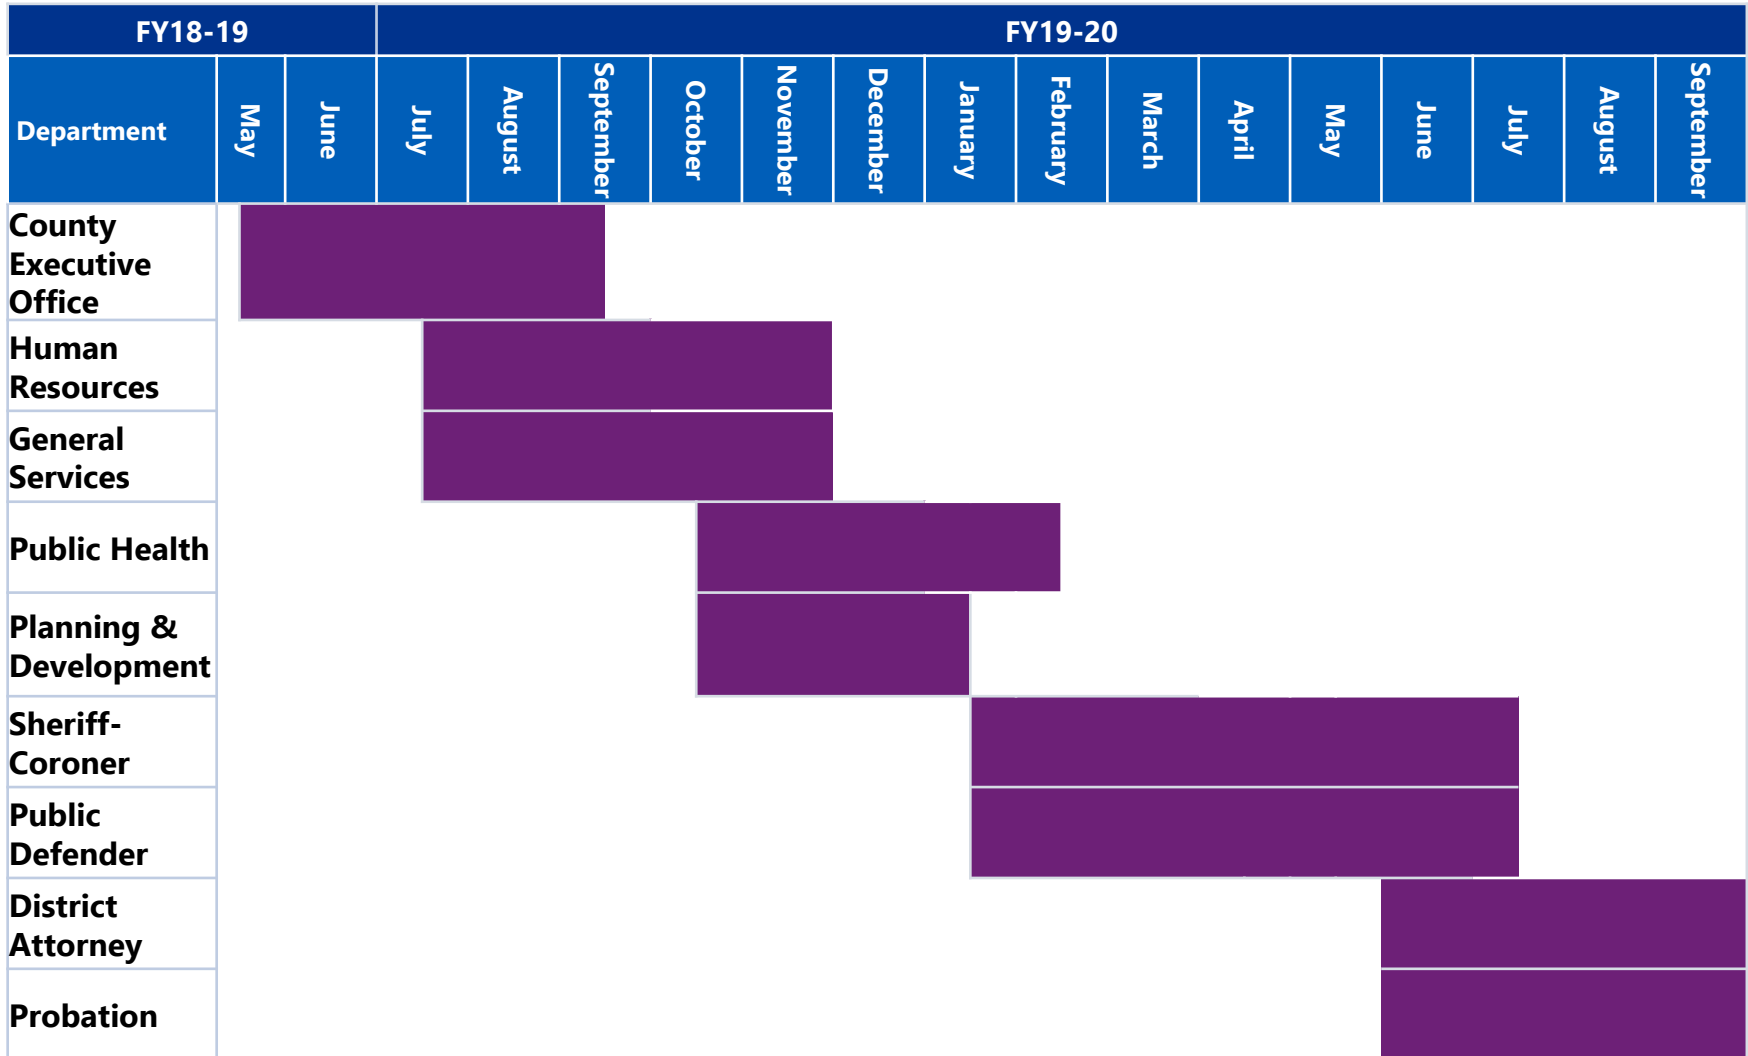 FY18-19 FY19-20
Department May June July August September October November December January February March April May June July August September
County
Executive
Office
Human
Resources
General
Services
Public Health
Planning &
Development
Sheriff-
Coroner
Public
Defender
District
Attorney
Probation